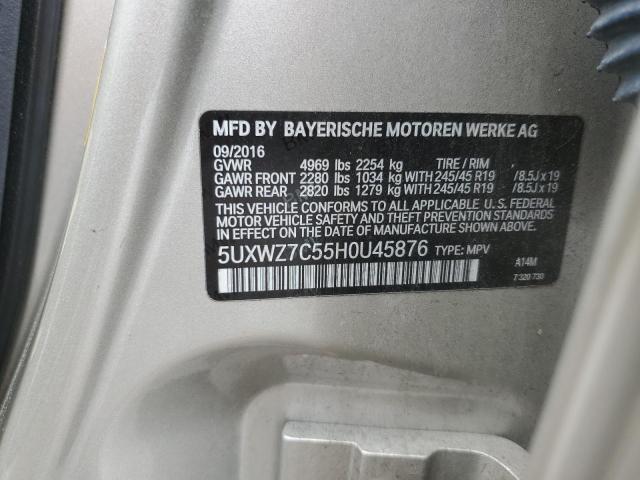 MFD BY BAYERISCHE MOTOREN WERKE AG
09/2016
GVWR 4969 lbs 2254 kg TIRE / RIM
GAWR FRONT 2280 lbs 1034 kg WITH 245/45 R19 /8.5J x 19
GAWR REAR 2820 lbs 1279 kg WITH 245/45 R19 /8.5J x 19
THIS VEHICLE CONFORMS TO ALL APPLICABLE U. S. FEDERAL
MOTOR VEHICLE SAFETY AND THEFT PREVENTION STANDARDS
IN EFFECT ON THE DATE OF MANUFACTURE SHOWN ABOVE.
5UXWZ7C55H0U45876 TYPE: MPV
A14M
7 320 730